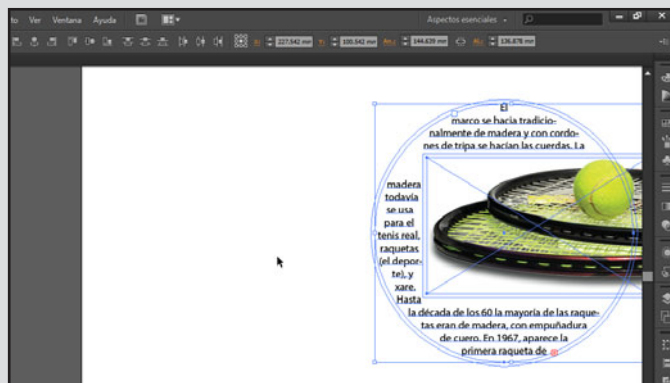 Ver Ventana Ayuda Br Aspectos esenciales
227.542 mm 100.542 mm 144.639 mm 136.878 mm
El
marco se hacia tradicio-
nalmente de madera y con cordo-
nes de tripa se hacían las cuerdas. La
madera
todavía
se usa
para el
tenis real,
raquetas
(el depor-
te), y
xare.
Hasta
la década de los 60 la mayoría de las raque-
tas eran de madera, con empuñadura
de cuero. En 1967, aparece la
primera raqueta de